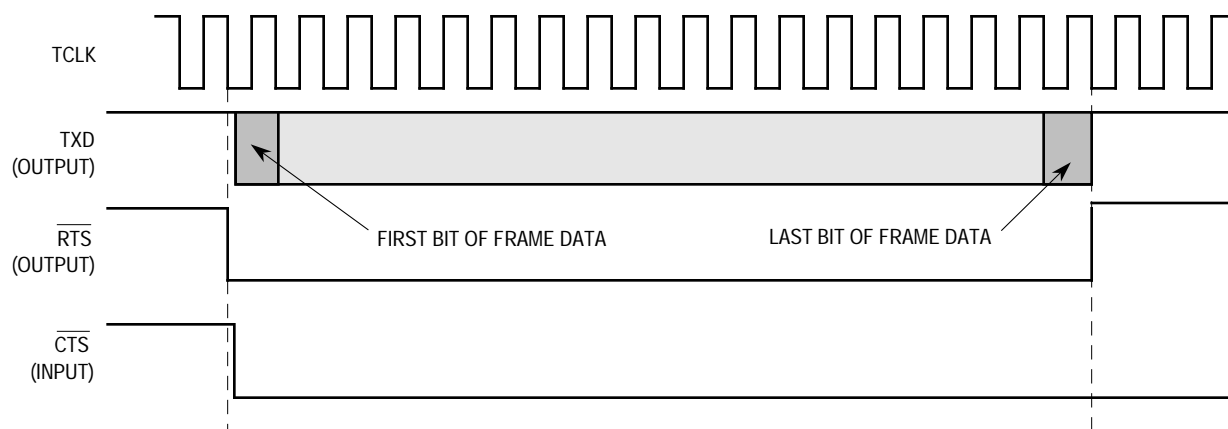 TCLK
TXD
(OUTPUT)
RTS
(OUTPUT)
FIRST BIT OF FRAME DATA
LAST BIT OF FRAME DATA
CTS
(INPUT)